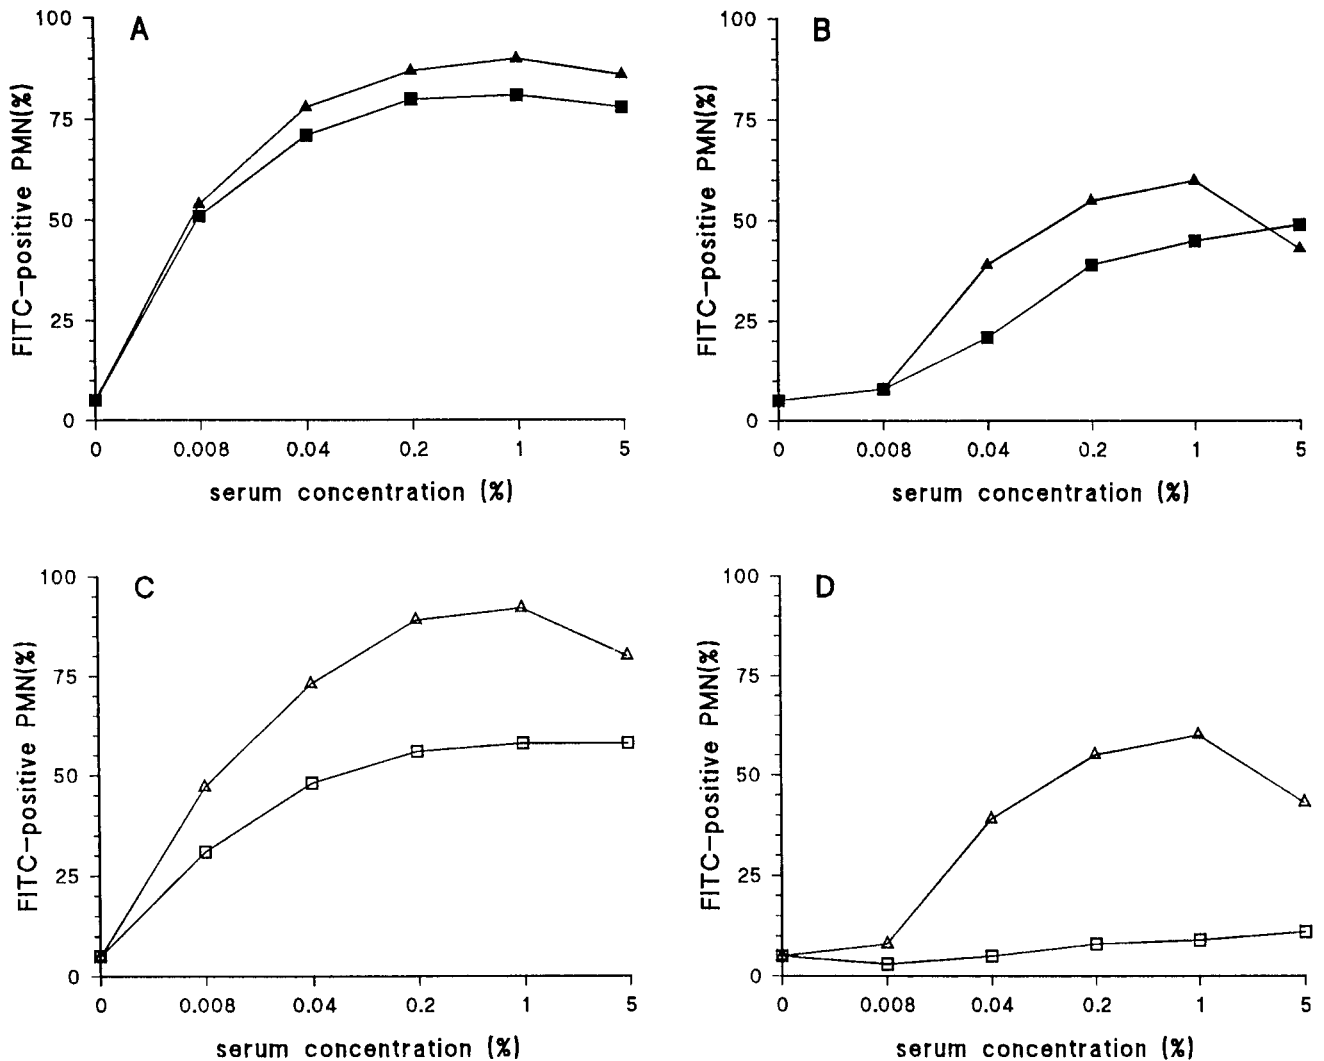 A
100
75
50
25
0
FITC-positive PMN(%)
0 0.008 0.04 0.2 1 5
serum concentration (%)
B
100
75
50
25
0
FITC-positive PMN(%)
0 0.008 0.04 0.2 1 5
serum concentration (%)
C
100
75
50
25
0
FITC-positive PMN(%)
0 0.008 0.04 0.2 1 5
serum concentration (%)
D
100
75
50
25
0
FITC-positive PMN(%)
0 0.008 0.04 0.2 1 5
serum concentration (%)